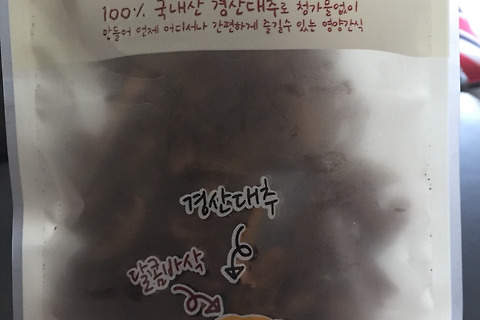 100% 국내산 경산대추로 첨가물없이
만들어 언제 어디서나 간편하게 즐길수 있는 영양간식
경산대추
달콤바삭